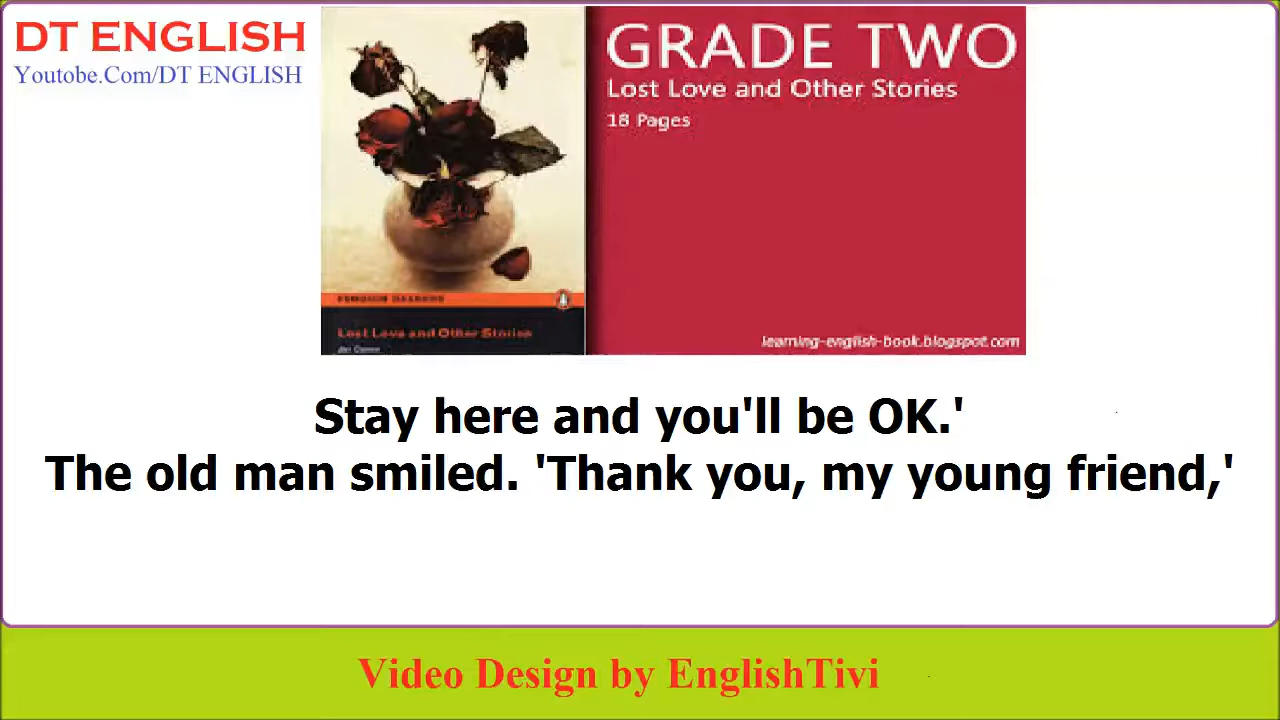 DT ENGLISH
Youtobe.Com/DT ENGLISH
GRADE TWO
Lost Love and Other Stories
18 Pages
PENGUIN READERS
Lost Love and Other Stories
learning-english-book.blogspot.com
Stay here and you'll be OK.'
The old man smiled. 'Thank you, my young friend,'
Video Design by EnglishTivi